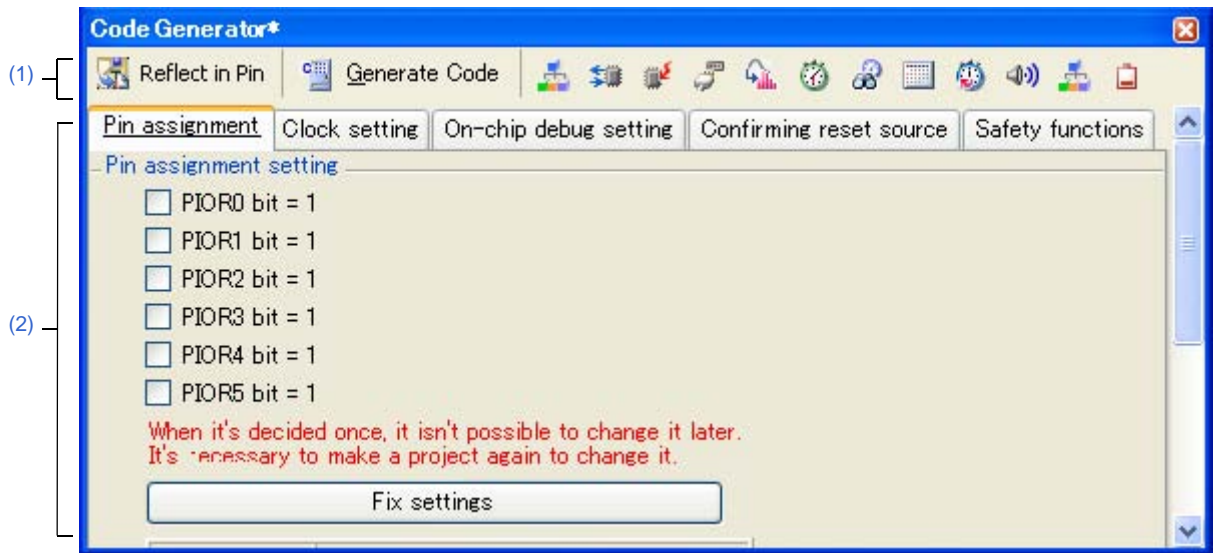 Code Generator*
(1)
Reflect in Pin Generate Code
Pin assignment Clock setting On-chip debug setting Confirming reset source Safety functions
Pin assignment setting
PIOR0 bit = 1
PIOR1 bit = 1
PIOR2 bit = 1
(2)
PIOR3 bit = 1
PIOR4 bit = 1
PIOR5 bit = 1
When it's decided once, it isn't possible to change it later.
It's necessary to make a project again to change it.
Fix settings